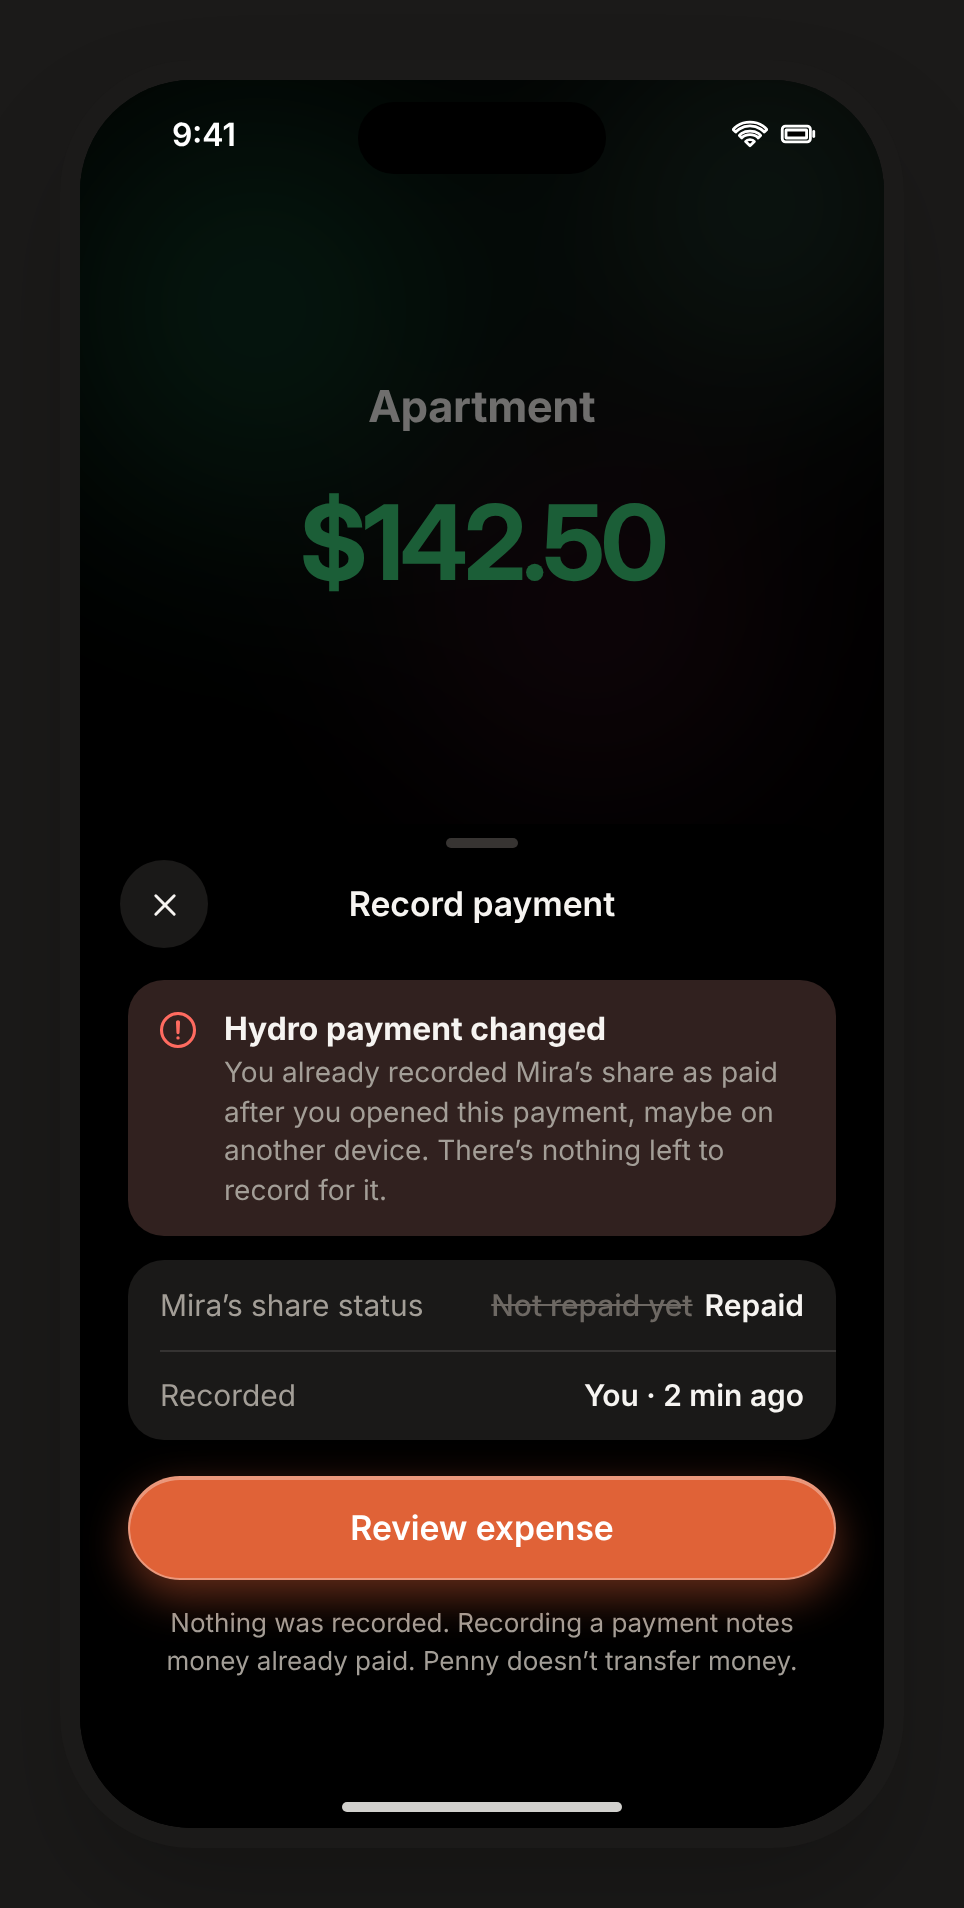 9:41
Apartment
$142.50
Record payment
Hydro payment changed
You already recorded Mira’s share as paid
after you opened this payment, maybe on
another device. There’s nothing left to
record for it.
Mira’s share status Not repaid yet Repaid
Recorded You · 2 min ago
Review expense
Nothing was recorded. Recording a payment notes
money already paid. Penny doesn’t transfer money.